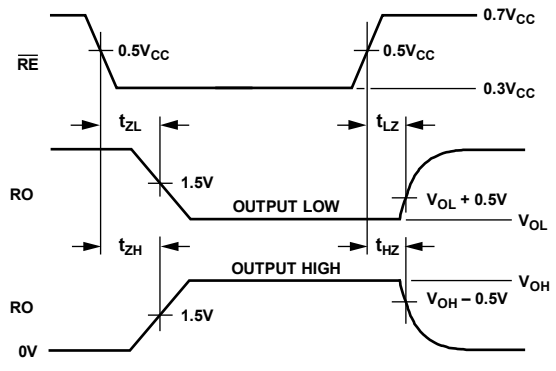 0.7VCC
RE
0.5VCC
0.5VCC
0.3VCC
tZL
tLZ
RO
1.5V
OUTPUT LOW
VOL + 0.5V
VOL
tZH
tHZ
OUTPUT HIGH
VOH
RO
1.5V
VOH – 0.5V
0V